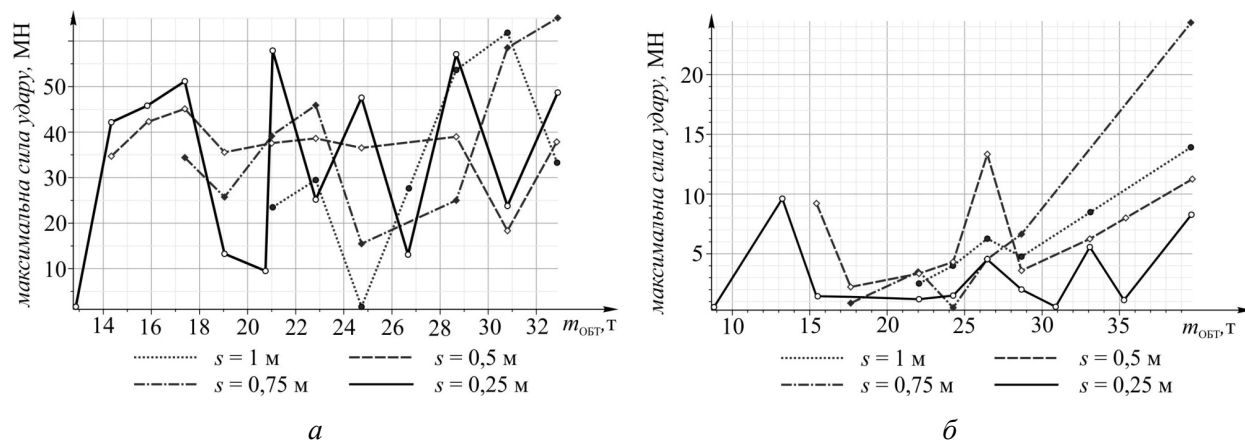 максимальна сила удару, МН
50
40
30
20
10
14 16 18 20 22 24 26 28 30 32 mОБТ, т
s = 1 м
s = 0,5 м
s = 0,75 м
s = 0,25 м
а
максимальна сила удару, МН
20
15
10
5
10 15 20 25 30 35 mОБТ, т
s = 1 м
s = 0,5 м
s = 0,75 м
s = 0,25 м
б